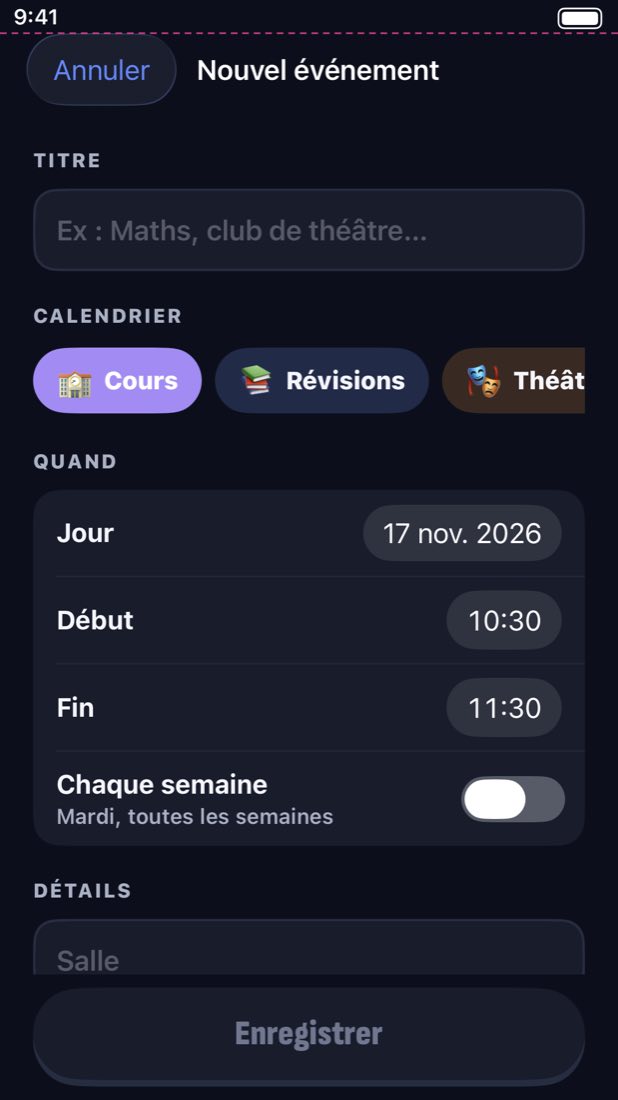 9:41
Annuler Nouvel événement
TITRE
Ex : Maths, club de théâtre...
CALENDRIER
Cours Révisions Théât
QUAND
Jour 17 nov. 2026
Début 10:30
Fin 11:30
Chaque semaine
Mardi, toutes les semaines
DÉTAILS
Salle
Enregistrer